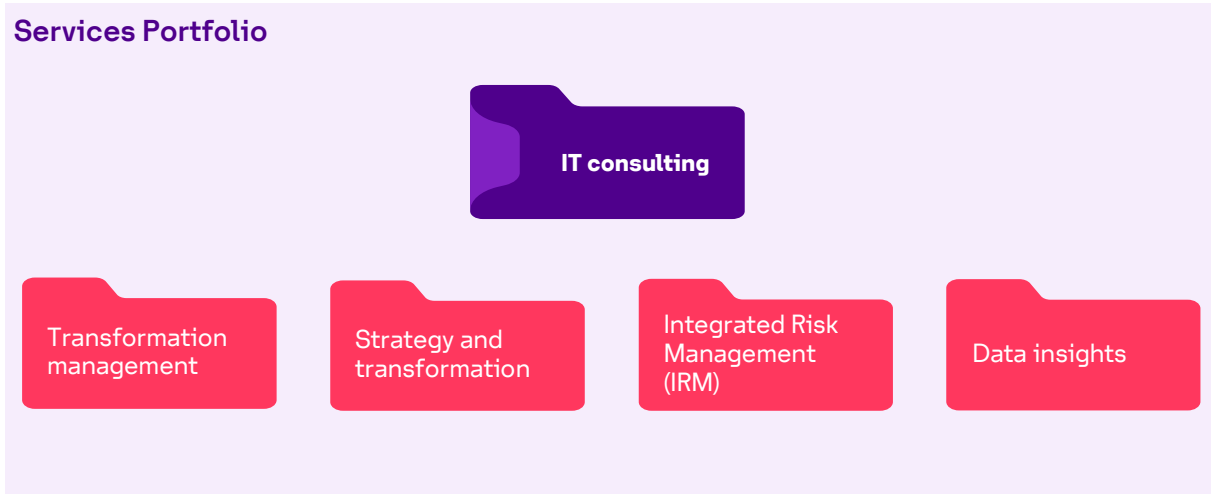 Services Portfolio
IT consulting
Transformation
management
Strategy and
transformation
Integrated Risk
Management
(IRM)
Data insights